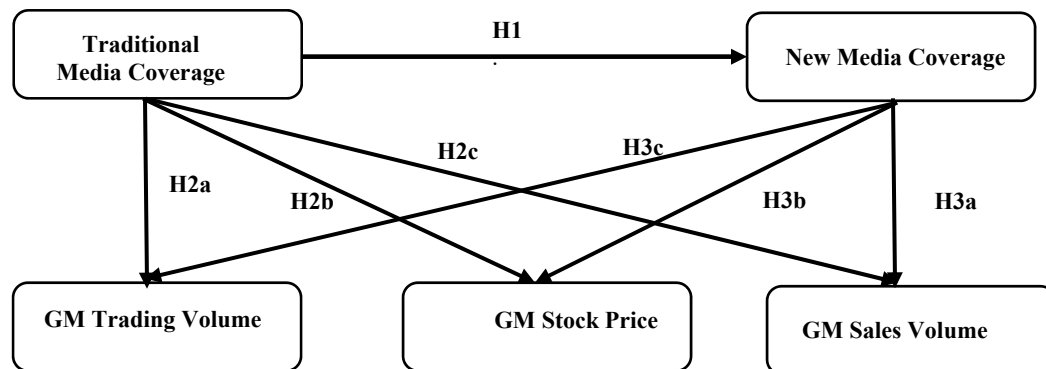 H1
Traditional
Media Coverage
New Media Coverage
H2c
H3c
H2a
H2b
H3b
H3a
GM Trading Volume
GM Stock Price
GM Sales Volume